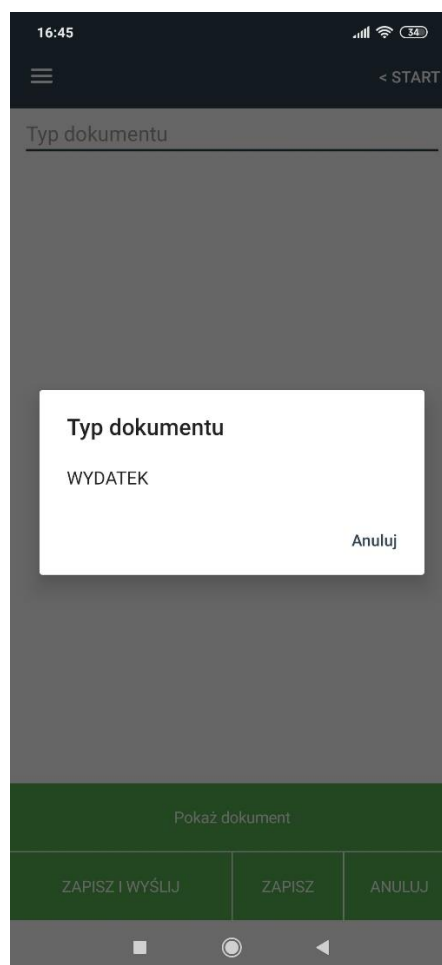 16:45
34
< START
Typ dokumentu
Typ dokumentu
WYDATEK
Anuluj
Pokaż dokument
ZAPISZ I WYŚLIJ
ZAPISZ
ANULUJ